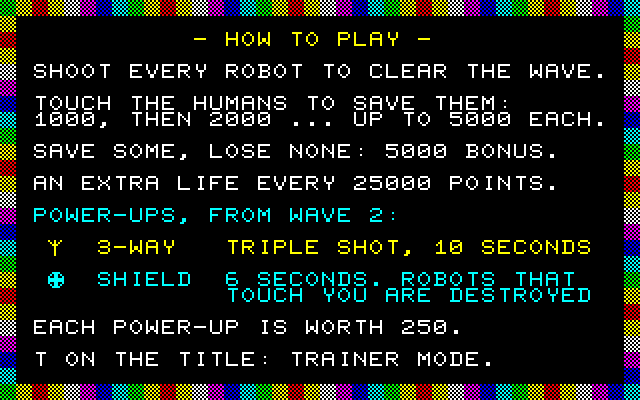 - HOW TO PLAY -
SHOOT EVERY ROBOT TO CLEAR THE WAVE.
TOUCH THE HUMANS TO SAVE THEM:
1000, THEN 2000 ... UP TO 5000 EACH.
SAVE SOME, LOSE NONE: 5000 BONUS.
AN EXTRA LIFE EVERY 25000 POINTS.
POWER-UPS, FROM WAVE 2:
3-WAY TRIPLE SHOT, 10 SECONDS
SHIELD 6 SECONDS. ROBOTS THAT
TOUCH YOU ARE DESTROYED
EACH POWER-UP IS WORTH 250.
T ON THE TITLE: TRAINER MODE.